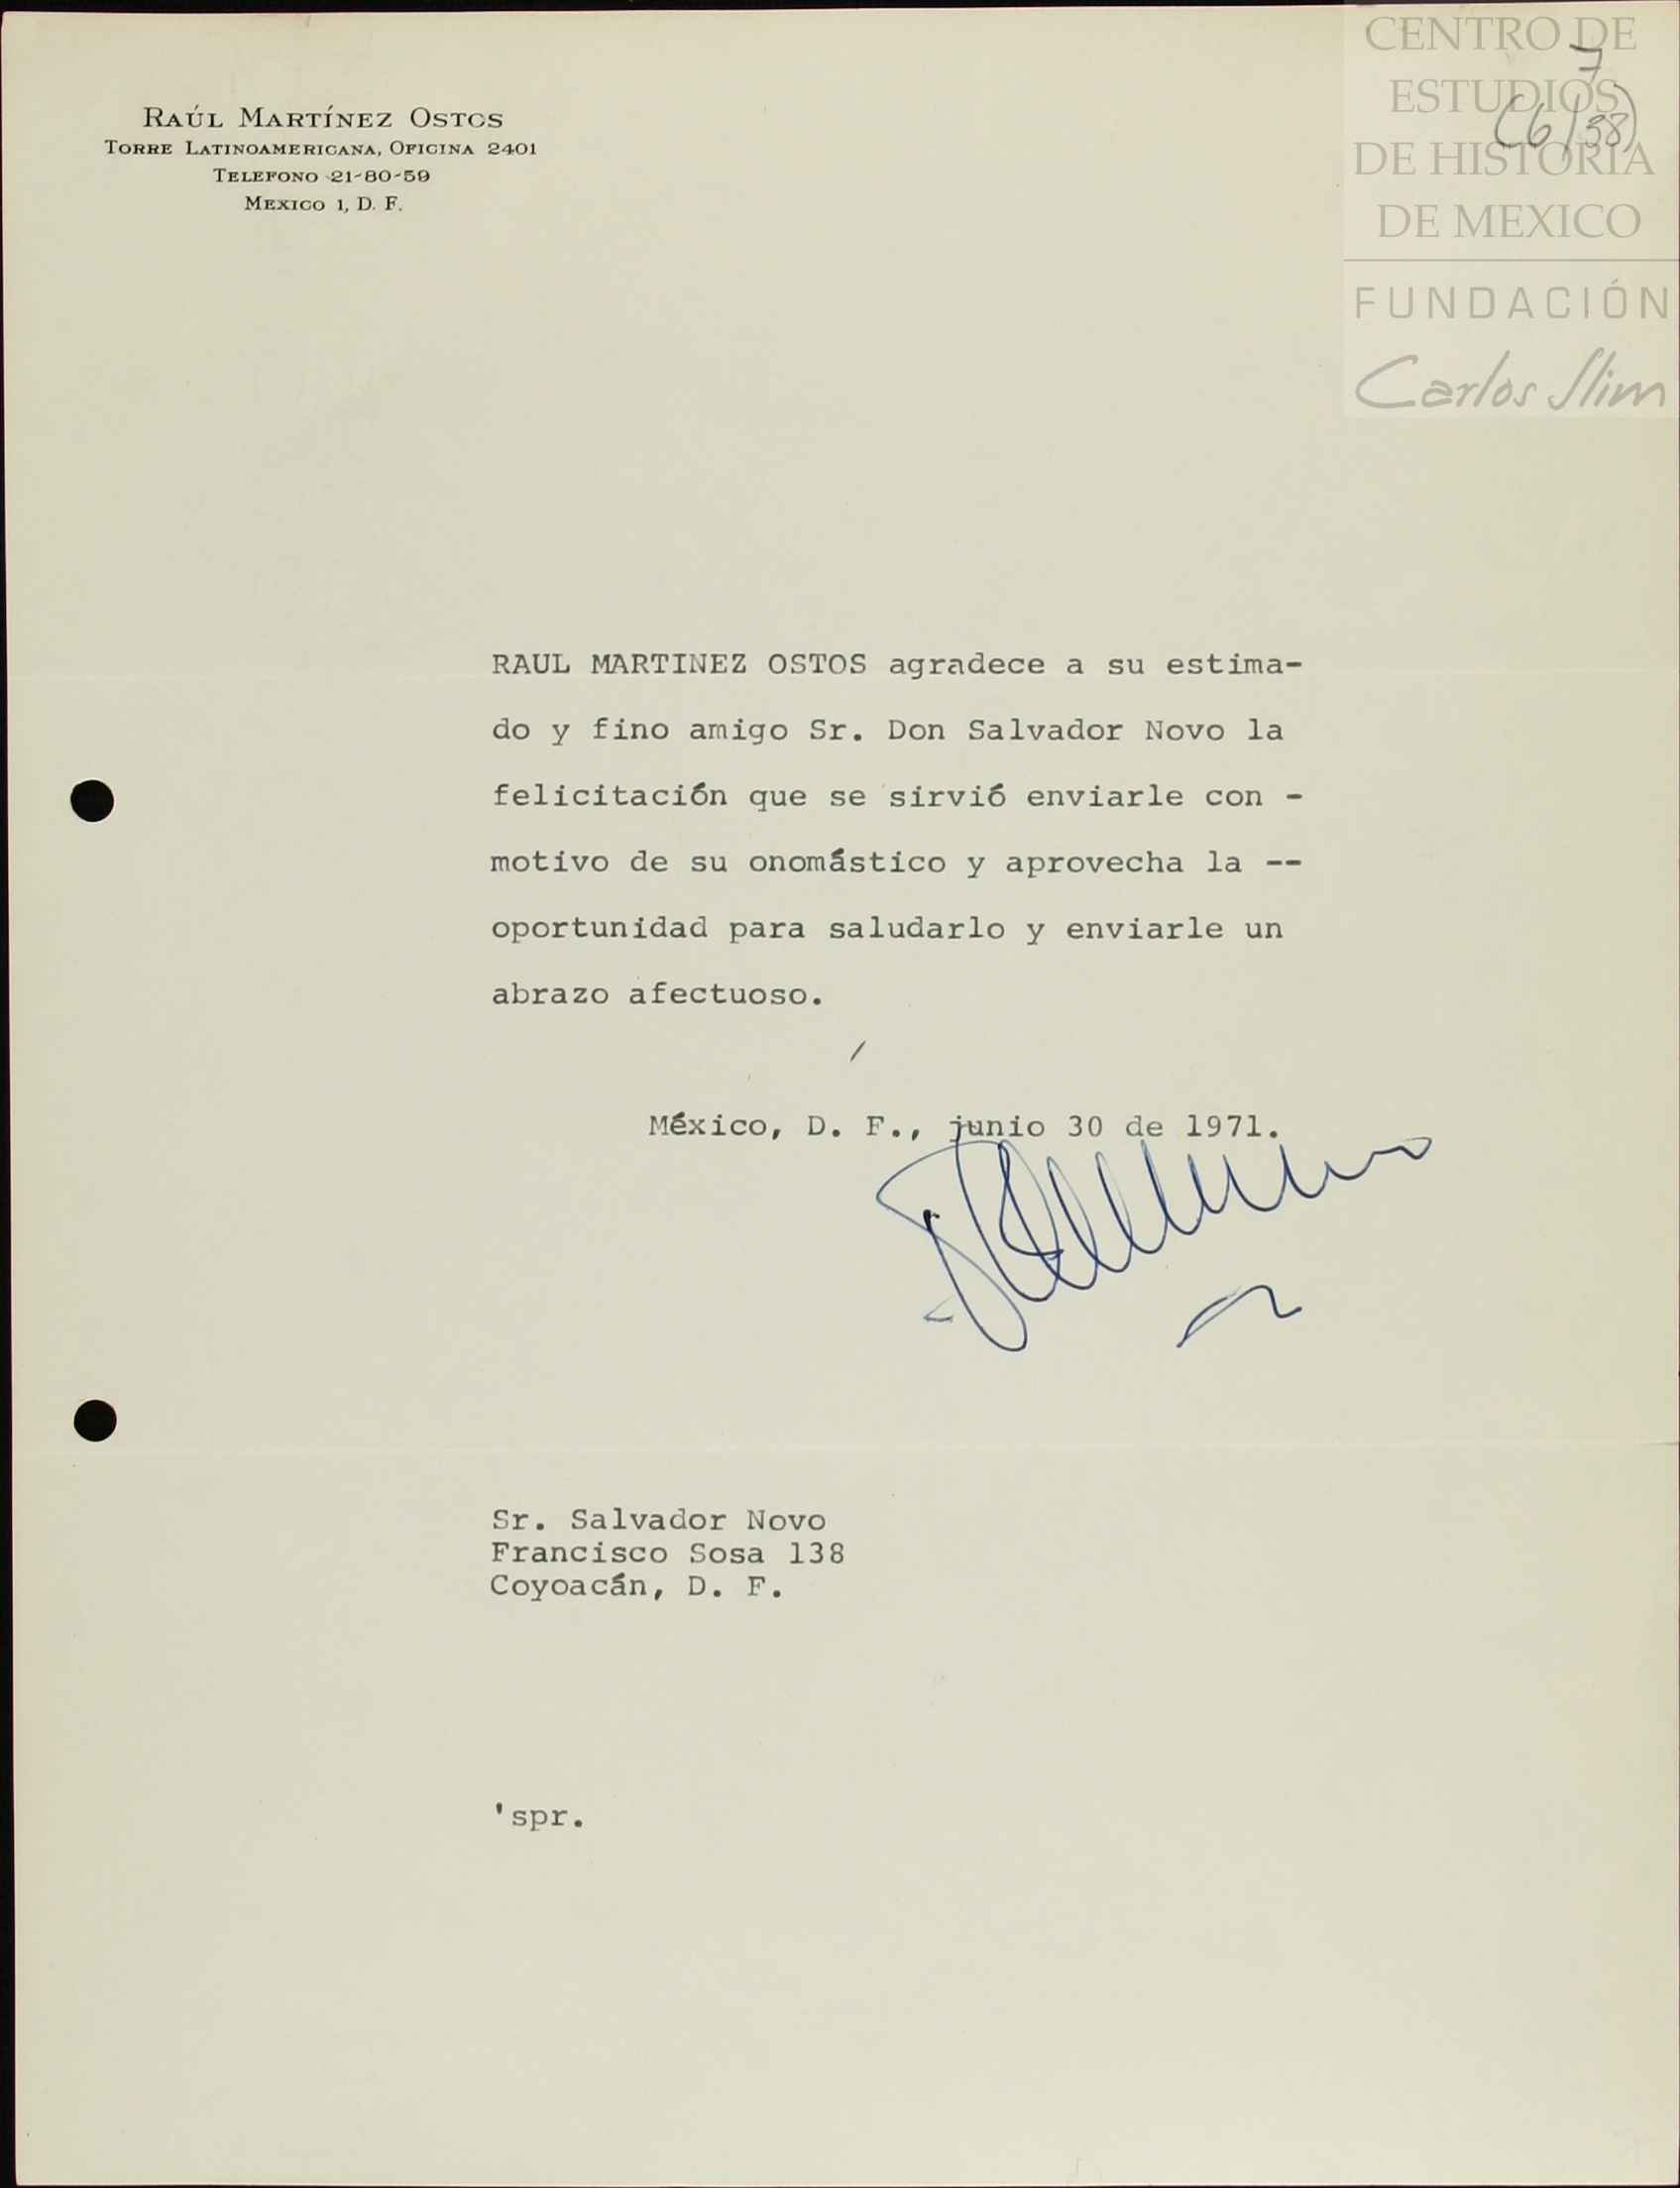 RAÚL MARTÍNEZ OSTOS
TORRE LATINOAMERICANA, OFICINA 2401
TELEFONO 21-80-59
MEXICO 1, D. F.
CENTRO DE
ESTUDIOS
DE HISTORIA
DE MEXICO
FUNDACIÓN
Carlos Slim
7
(6/38)
RAUL MARTINEZ OSTOS agradece a su estima-
do y fino amigo Sr. Don Salvador Novo la
felicitación que se sirvió enviarle con -
motivo de su onomástico y aprovecha la --
oportunidad para saludarlo y enviarle un
abrazo afectuoso.
México, D. F., junio 30 de 1971.
Sr. Salvador Novo
Francisco Sosa 138
Coyoacán, D. F.
'spr.